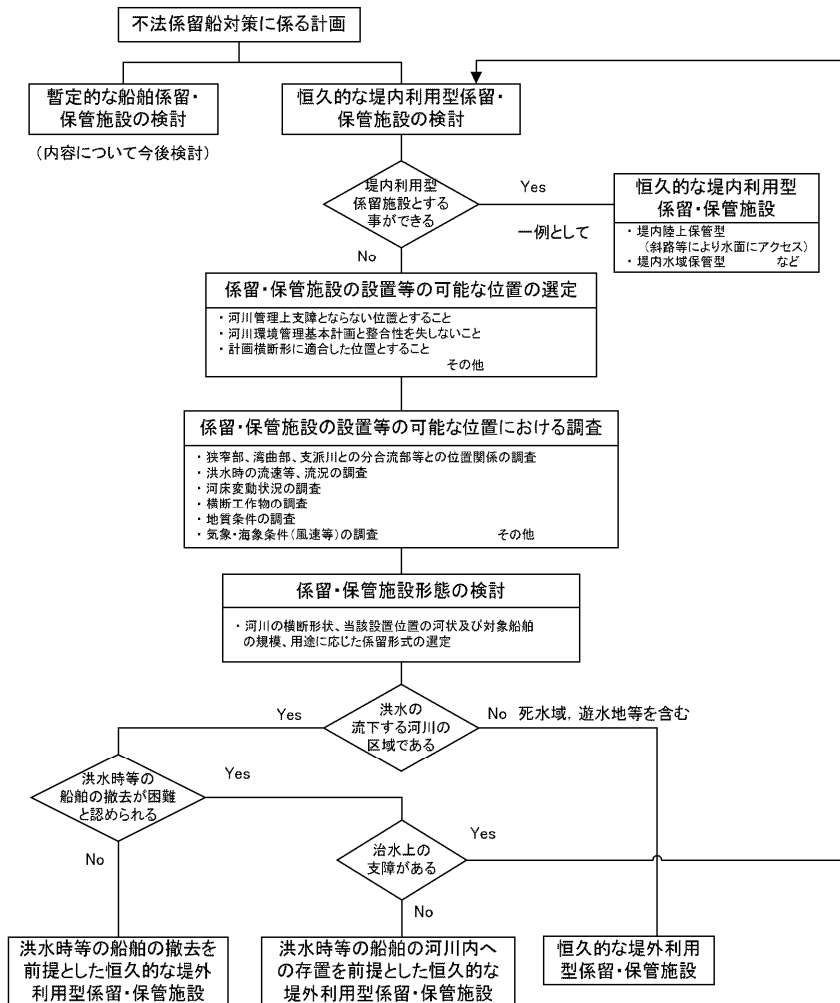 不法係留船対策に係る計画
暫定的な船舶係留・
保管施設の検討
（内容について今後検討）
恒久的な堤内利用型係留・
保管施設の検討
堤内利用型
係留施設とする
事ができる
Yes
一例として
No
恒久的な堤内利用型
係留・保管施設
・ 堤内陸上保管型
（斜路等により水面にアクセス）
・ 堤内水域保管型 など
係留・保管施設の設置等の可能な位置の選定
・ 河川管理上支障とならない位置とすること
・ 河川環境管理基本計画と整合性を失しないこと
・ 計画横断形に適合した位置とすること
その他
係留・保管施設の設置等の可能な位置における調査
・ 狭窄部、湾曲部、支派川との分合流部等との位置関係の調査
・ 洪水時の流速等、流況の調査
・ 河床変動状況の調査
・ 横断工作物の調査
・ 地質条件の調査
・ 気象・海象条件（風速等）の調査 その他
係留・保管施設形態の検討
・ 河川の横断形状、当該設置位置の河状及び対象船舶
の規模、用途に応じた係留形式の選定
洪水の
流下する河川の
区域である
Yes
No 死水域，遊水地等を含む
洪水時等の
船舶の撤去が困難
と認められる
Yes
No
治水上の
支障がある
Yes
No
洪水時等の船舶の撤去を
前提とした恒久的な堤外
利用型係留・保管施設
洪水時等の船舶の河川内へ
の存置を前提とした恒久的な
堤外利用型係留・保管施設
恒久的な堤外利用
型係留・保管施設